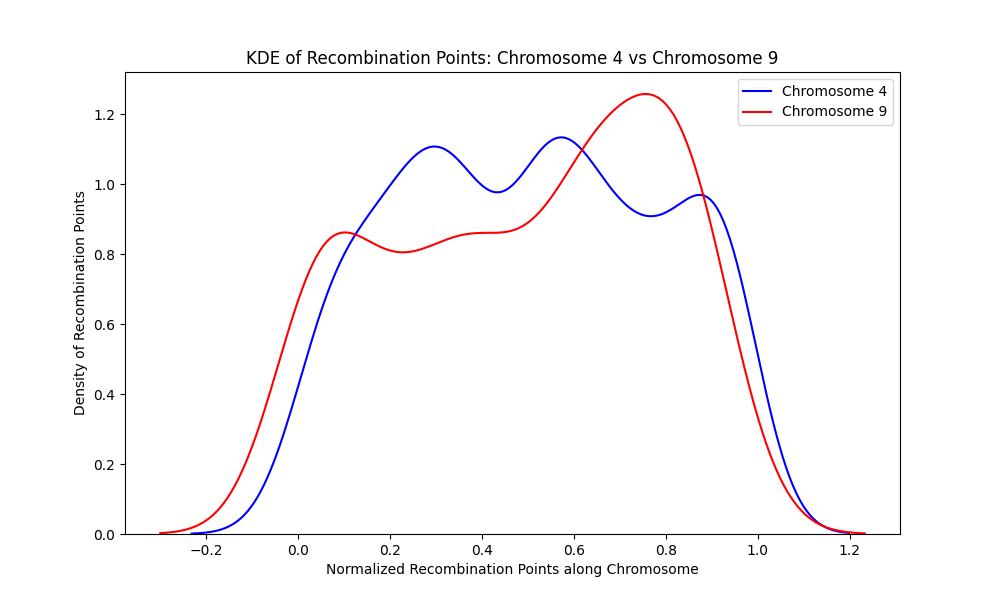 KDE of Recombination Points: Chromosome 4 vs Chromosome 9
Chromosome 4
Chromosome 9
Density of Recombination Points
1.2
1.0
0.8
0.6
0.4
0.2
0.0
−0.2 0.0 0.2 0.4 0.6 0.8 1.0 1.2
Normalized Recombination Points along Chromosome